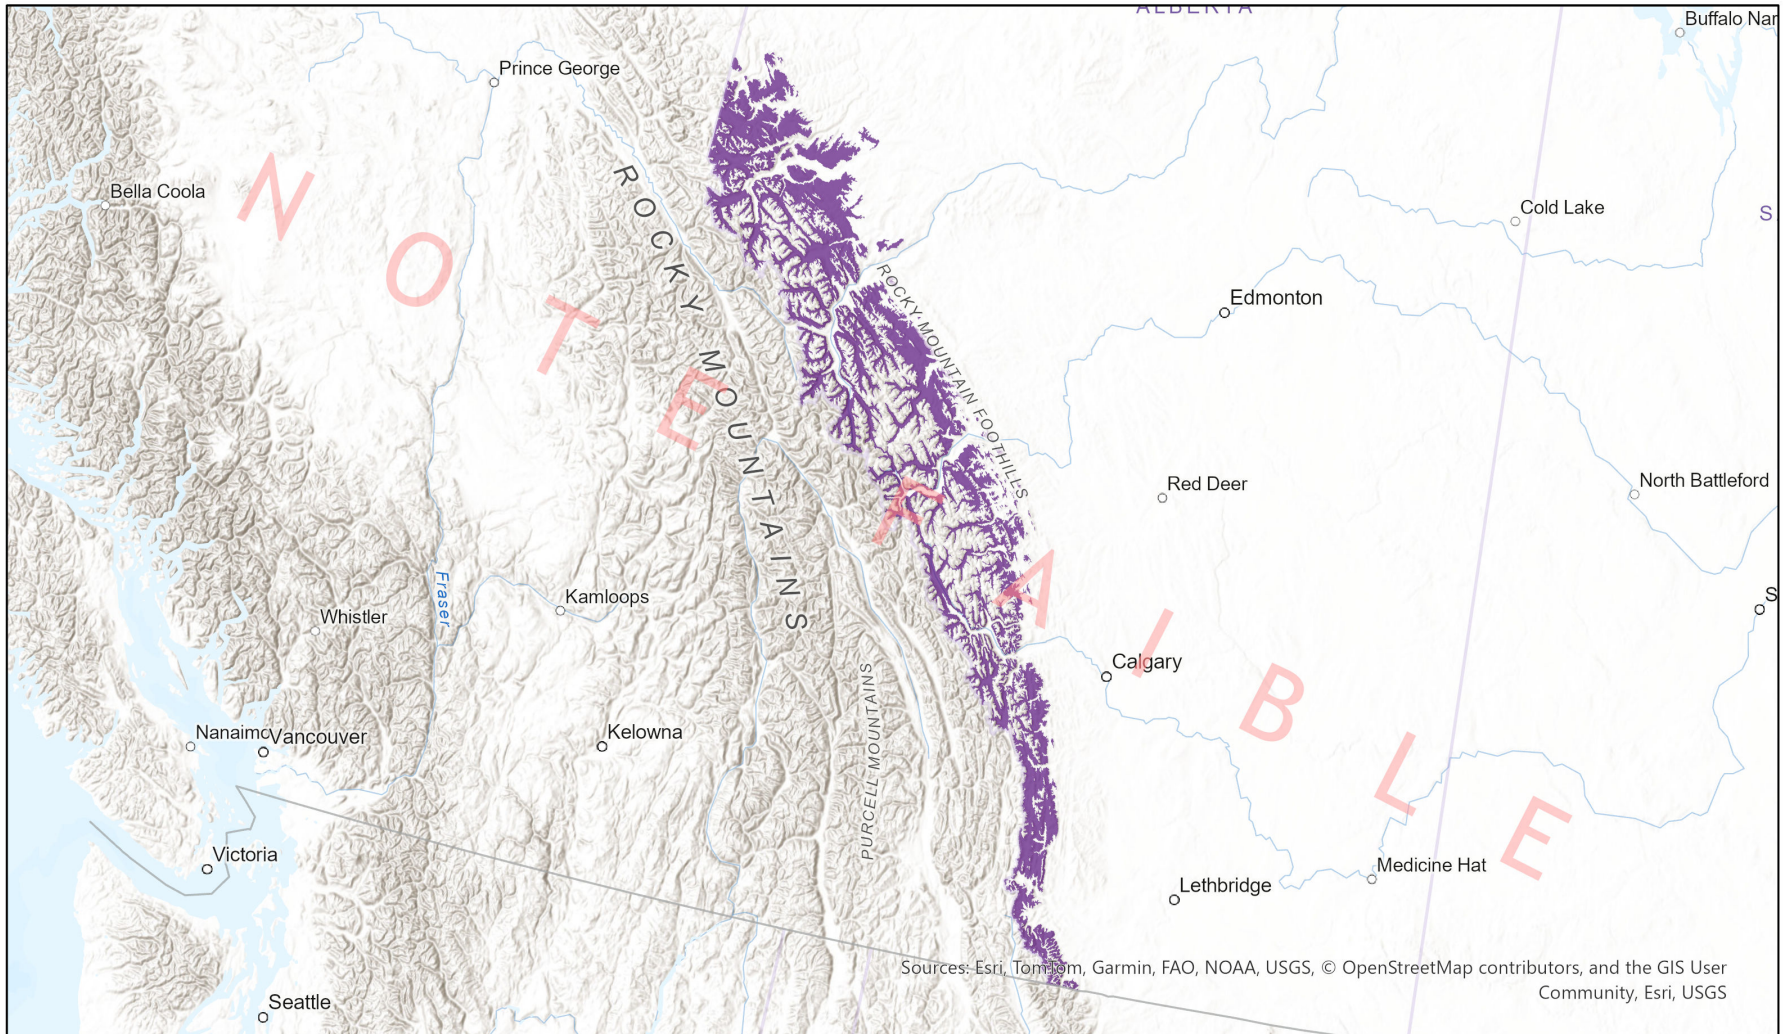 ALBERTA
Buffalo Nar
Prince George
Bella Coola
Cold Lake
S
ROCKY MOUNTAINS
ROCKY MOUNTAIN FOOTHILLS
Edmonton
NOTE FAIBLE
Red Deer
North Battleford
Fraser
Kamloops
Whistler
S
Calgary
PURCELL MOUNTAINS
Nanaimo
Vancouver
Kelowna
Victoria
Medicine Hat
Lethbridge
Seattle
Sources: Esri, TomTom, Garmin, FAO, NOAA, USGS, © OpenStreetMap contributors, and the GIS User
Community, Esri, USGS